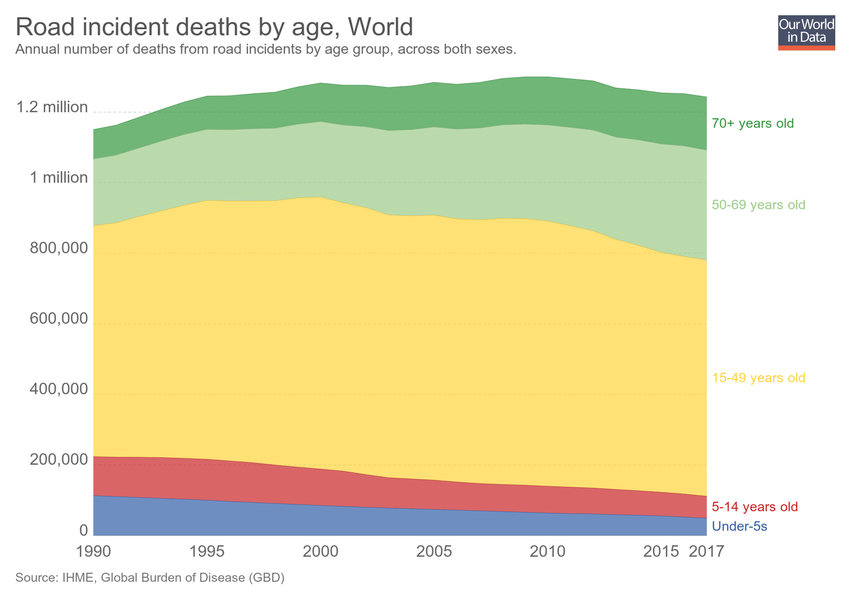 Road incident deaths by age, World
Annual number of deaths from road incidents by age group, across both sexes.
Our World
in Data
1.2 million
1 million
800,000
600,000
400,000
200,000
0
70+ years old
50-69 years old
15-49 years old
5-14 years old
Under-5s
1990
1995
2000
2005
2010
2015
2017
Source: IHME, Global Burden of Disease (GBD)